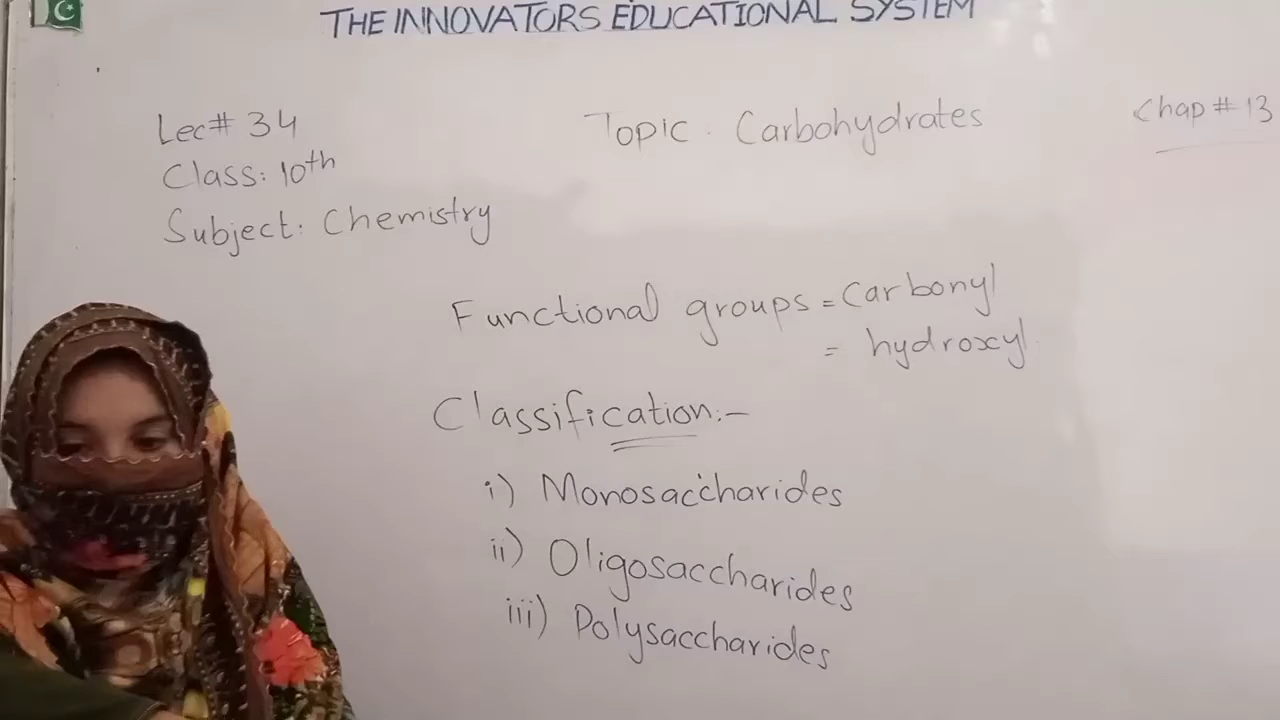 THE INNOVATORS EDUCATIONAL SYSTEM
Lec# 34
Topic: Carbohydrates
Chap # 13
Class: 10th
Subject: Chemistry
Functional groups = Carbonyl
= hydroxyl
Classification:-
i) Monosaccharides
ii) Oligosaccharides
iii) Polysaccharides